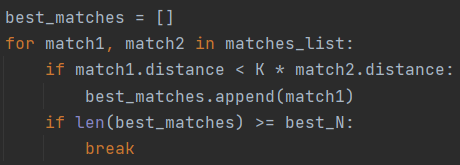 best_matches = []
for match1, match2 in matches_list:
    if match1.distance < K * match2.distance:
        best_matches.append(match1)
    if len(best_matches) >= best_N:
        break